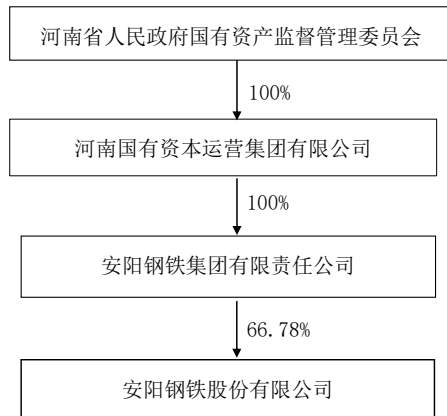 河南省人民政府国有资产监督管理委员会
100%
河南国有资本运营集团有限公司
100%
安阳钢铁集团有限责任公司
66.78%
安阳钢铁股份有限公司